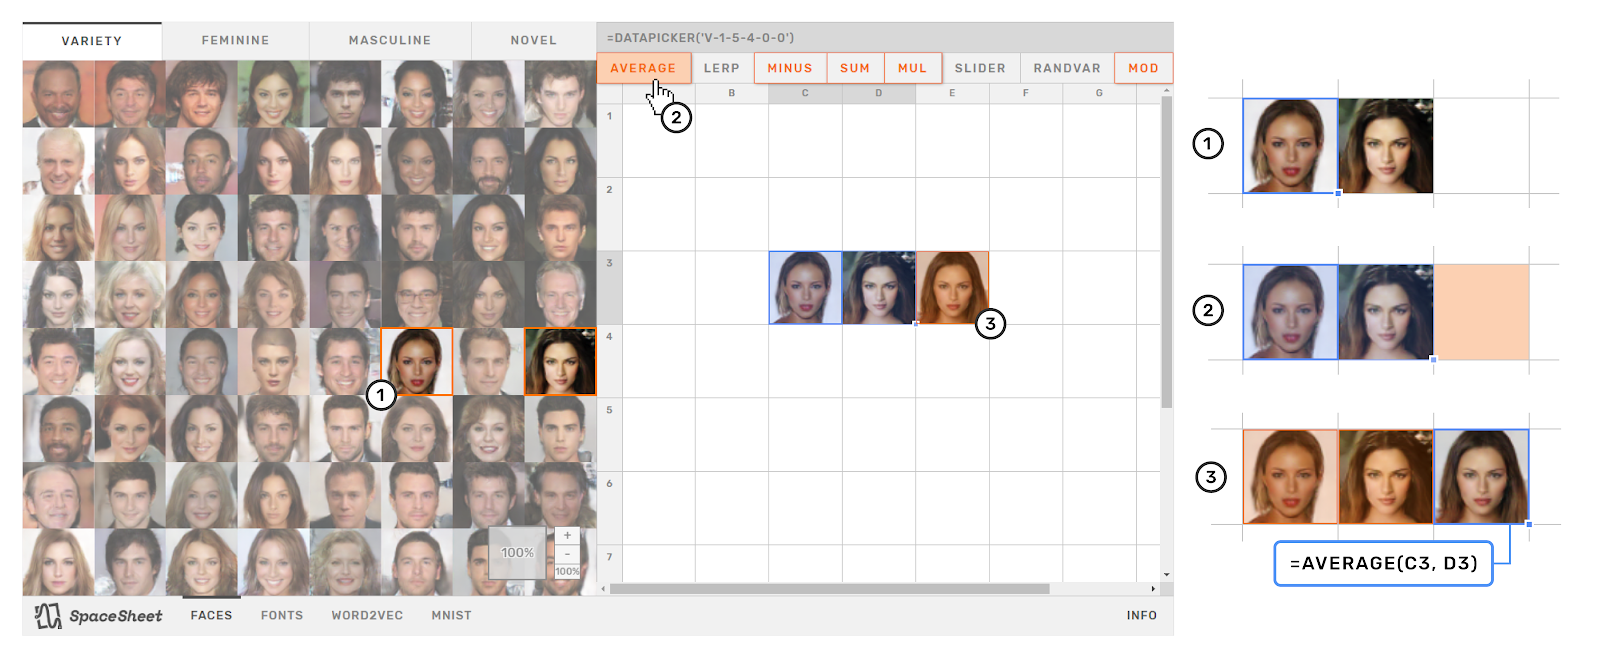 VARIETY FEMININE MASCULINE NOVEL
=DATAPICKER('V-1-5-4-0-0')
AVERAGE LERP MINUS SUM MUL SLIDER RANDVAR MOD
B C D E F G
2
1
2
3
3
4
1
5
6
7
100%
+
-
100%
SpaceSheet FACES FONTS WORD2VEC MNIST INFO
1
2
3
=AVERAGE(C3, D3)